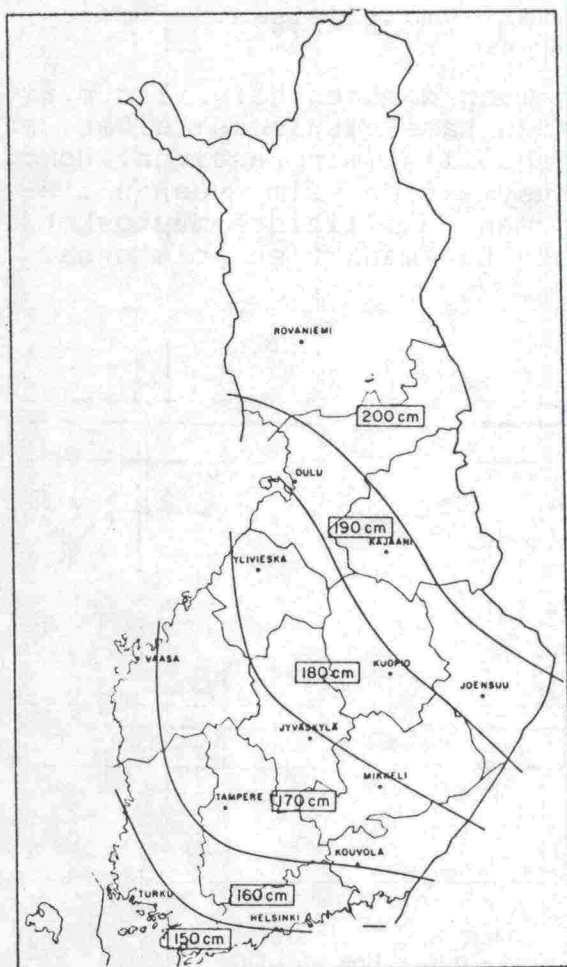 ROVANIEMI
200 cm
OULU
190 cm
KAJAANI
YLIVIESKA
VAASA
180 cm
KUOPIO
JOENSUU
JYVÄSKYLÄ
MIKKELI
TAMPERE
170 cm
KOUVOLA
TURKU
160 cm
HELSINKI
150 cm